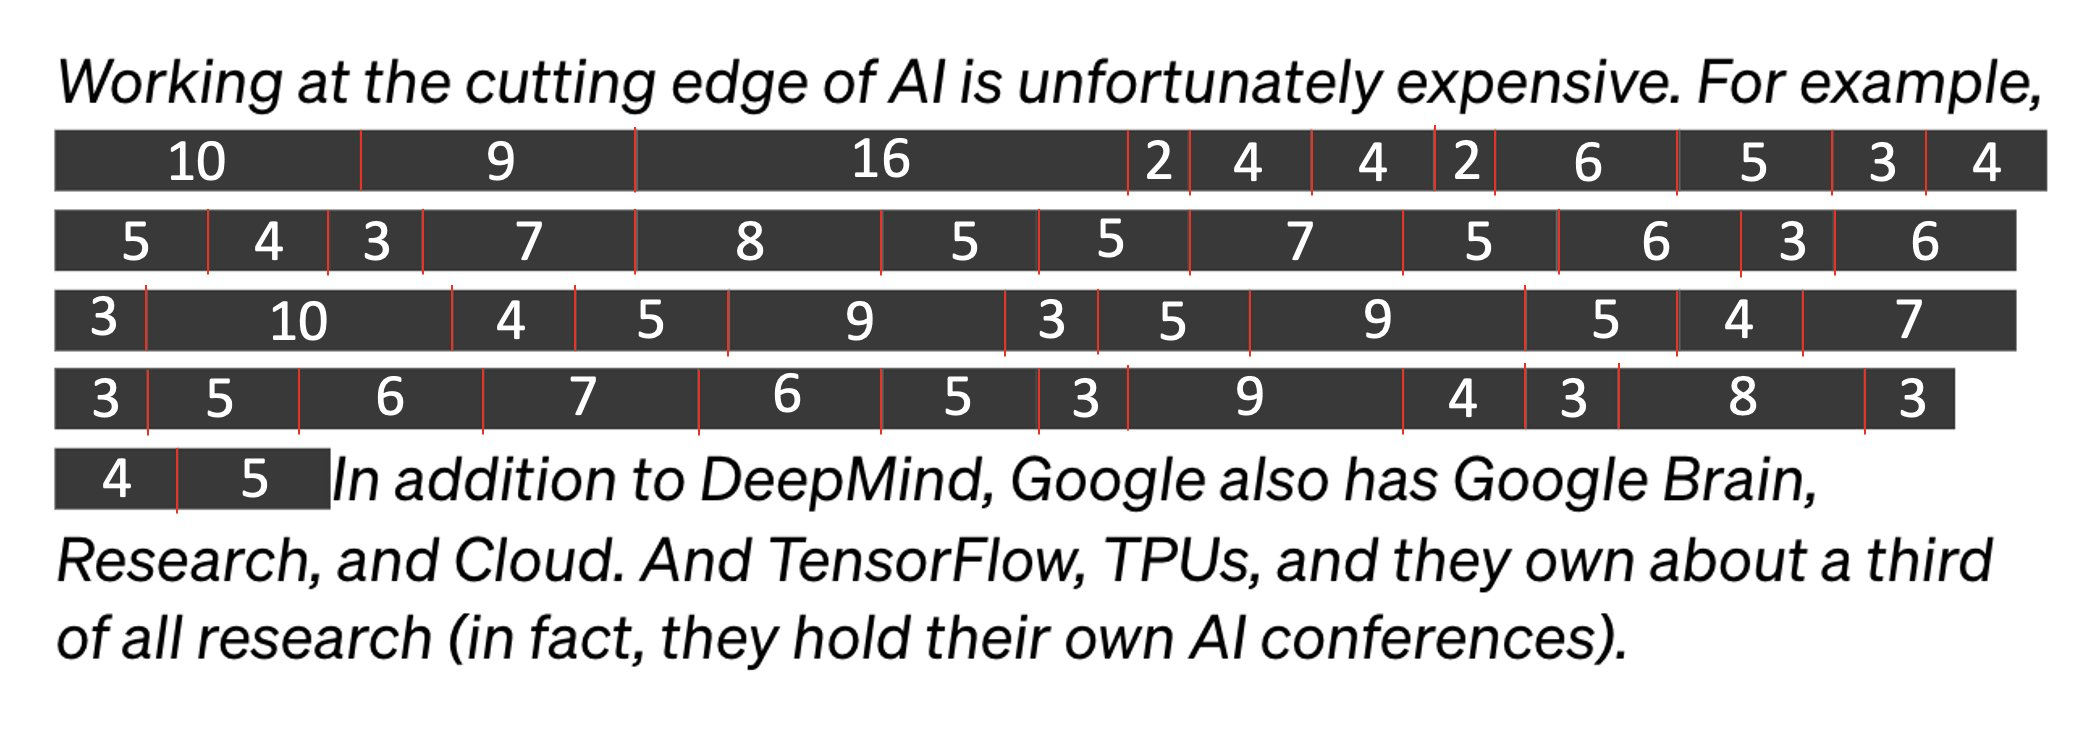 Working at the cutting edge of AI is unfortunately expensive. For example,
10 9 16 2 4 4 2 6 5 3 4
5 4 3 7 8 5 5 7 5 6 3 6
3 10 4 5 9 3 5 9 5 4 7
3 5 6 7 6 5 3 9 4 3 8 3
4 5 In addition to DeepMind, Google also has Google Brain,
Research, and Cloud. And TensorFlow, TPUs, and they own about a third
of all research (in fact, they hold their own AI conferences).